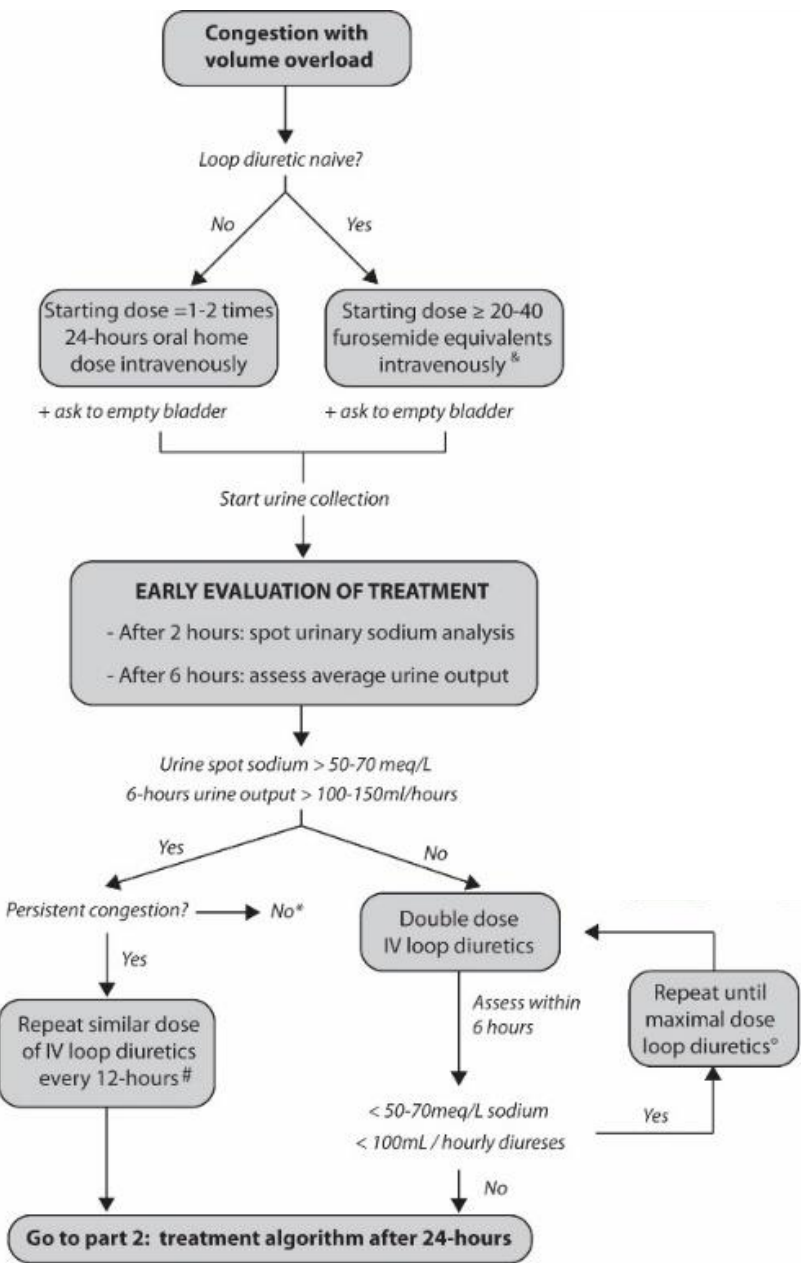 Congestion with
volume overload
Loop diuretic naive?
No
Yes
Starting dose =1-2 times
24-hours oral home
dose intravenously
Starting dose ≥ 20-40
furosemide equivalents
intravenously &
+ ask to empty bladder
+ ask to empty bladder
Start urine collection
EARLY EVALUATION OF TREATMENT
- After 2 hours: spot urinary sodium analysis
- After 6 hours: assess average urine output
Urine spot sodium > 50-70 meq/L
6-hours urine output > 100-150ml/hours
Yes
No
Persistent congestion?
No*
Yes
Repeat similar dose
of IV loop diuretics
every 12-hours #
Double dose
IV loop diuretics
Assess within
6 hours
Repeat until
maximal dose
loop diuretics°
< 50-70meq/L sodium
< 100mL / hourly diureses
Yes
No
Go to part 2: treatment algorithm after 24-hours